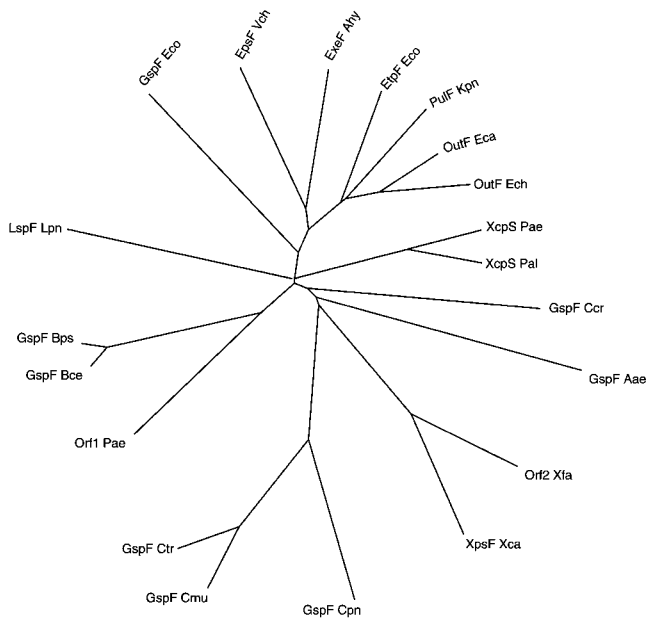 EpsF Vch
ExeF Ahy
GspF Eco
EtpF Eco
PulF Kpn
OutF Eca
OutF Ech
LspF Lpn
XcpS Pae
XcpS Pal
GspF Ccr
GspF Bps
GspF Bce
GspF Aae
Orf1 Pae
Orf2 Xfa
GspF Ctr
XpsF Xca
GspF Cmu
GspF Cpn